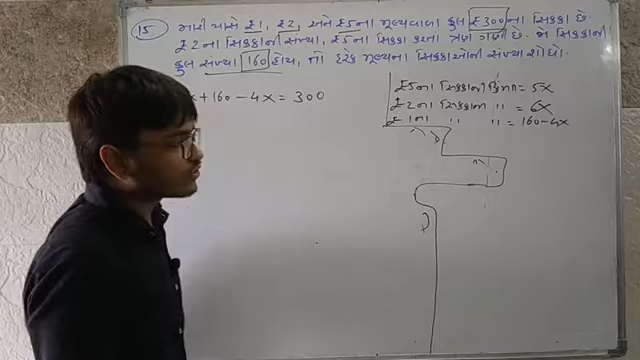 (15) મારી પાસે ₹1, ₹2, અને ₹5ના મૂલ્યવાળા કુલ ₹300ના સિક્કા છે.
₹2ના સિક્કાની સંખ્યા, ₹5ના સિક્કા કરતા ત્રણ ગણી છે. જો સિક્કાની
કુલ સંખ્યા 160 હોય, તો દરેક મૂલ્યના સિક્કાઓની સંખ્યા શોધો.
x+160-4x=300
₹5ના સિક્કાની કિંમત = 5x
₹2ના સિક્કાની " = 6x
₹1ના " " = 160-4x